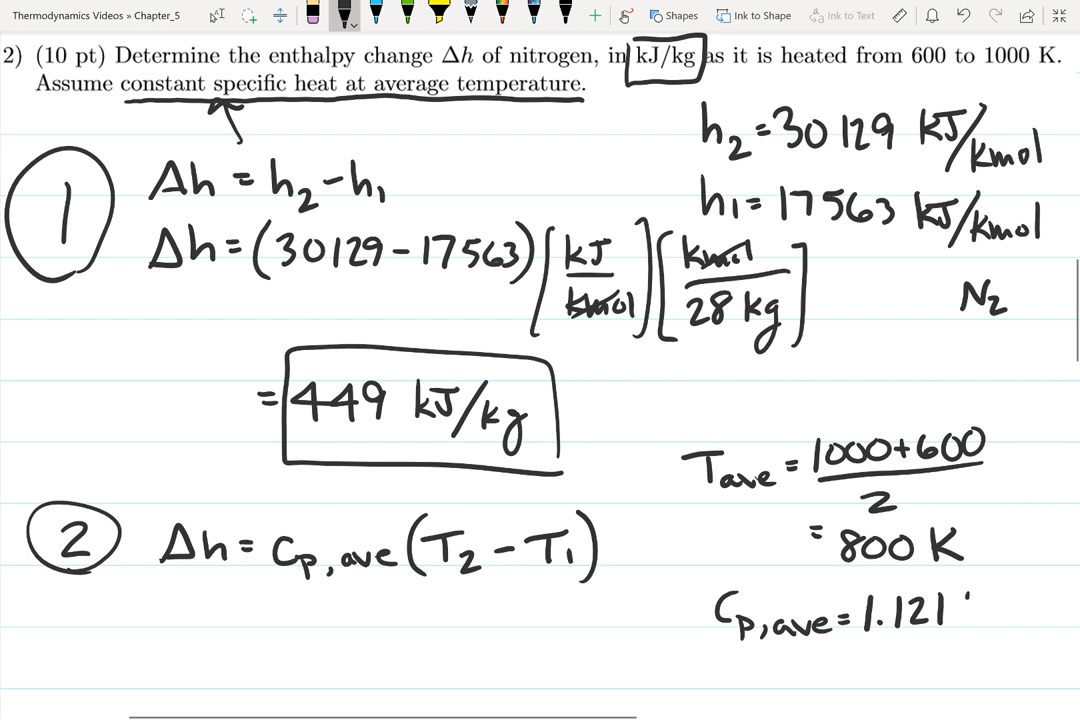 Thermodynamics Videos » Chapter_5
Shapes
Ink to Shape
Ink to Text
2) (10 pt) Determine the enthalpy change Δh of nitrogen, in kJ/kg as it is heated from 600 to 1000 K.
Assume constant specific heat at average temperature.
h₂ = 30129 kJ/kmol
h₁ = 17563 kJ/kmol
N₂
1
Δh = h₂ - h₁
Δh = (30129 - 17563) [kJ/kmol] [kmol/28 kg]
= 449 kJ/kg
T_ave = (1000+600)/2
= 800 K
C_p,ave = 1.121
2
Δh = C_p,ave (T₂ - T₁)